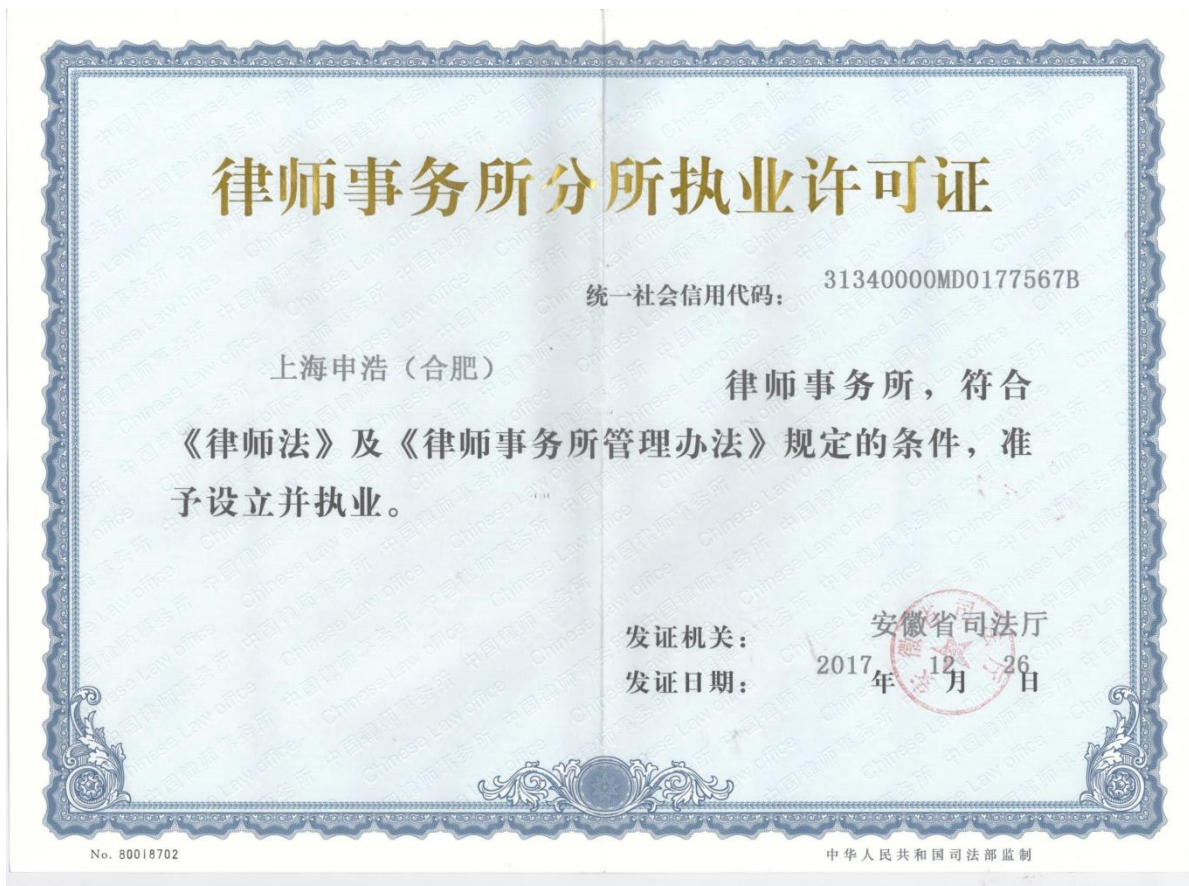 律师事务所分所执业许可证
统一社会信用代码: 31340000MD0177567B
上海申浩(合肥) 律师事务所,符合
《律师法》及《律师事务所管理办法》规定的条件,准
予设立并执业。
发证机关: 安徽省司法厅
发证日期: 2017年 12月 26日
No. 80018702
中华人民共和国司法部监制